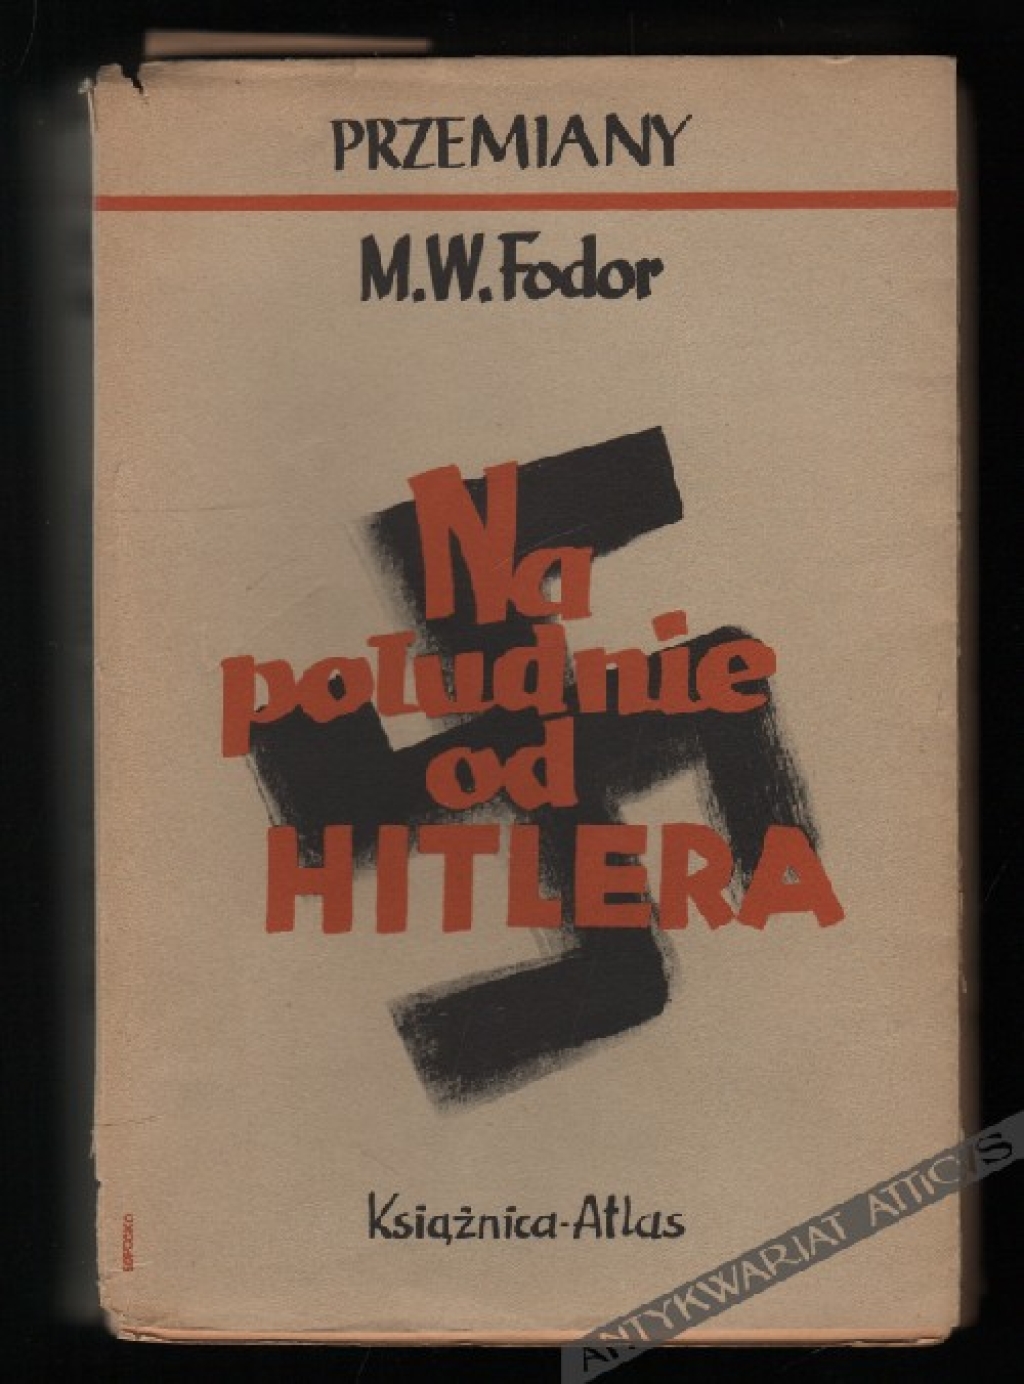 PRZEMIANY
M.W. Fodor
Na
południe
od
HITLERA
Książnica-Atlas
ANTYKWARIAT ATTICUS